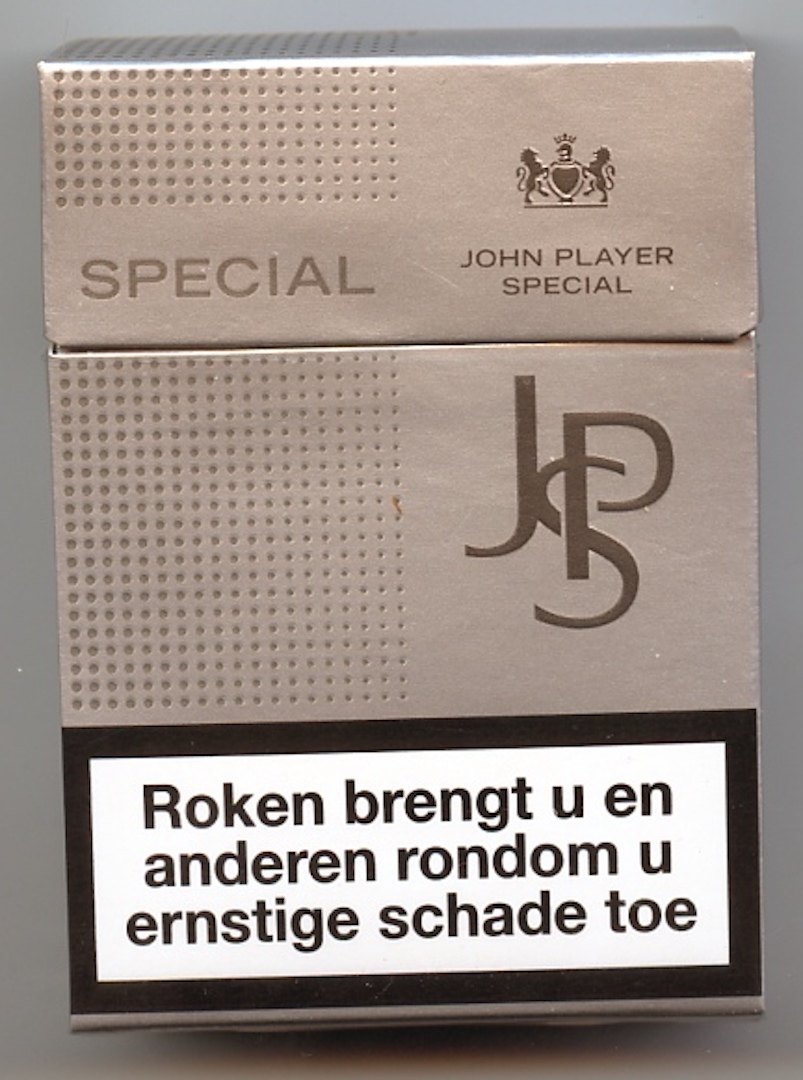 SPECIAL
JOHN PLAYER
SPECIAL
JPS
Roken brengt u en
anderen rondom u
ernstige schade toe